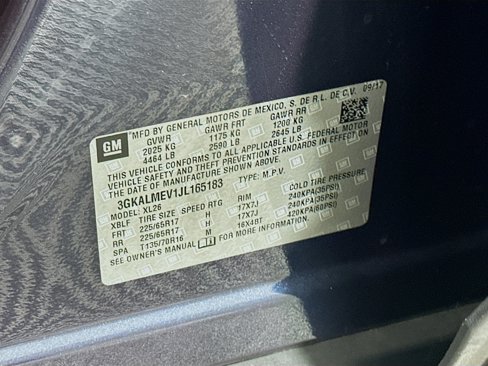 09/17
GM
MFD BY GENERAL MOTORS DE MEXICO, S. DE R.L. DE C.V.
GVWR GAWR FRT GAWR RR
2025 KG 1175 KG 1200 KG
4464 LB 2590 LB 2645 LB
THIS VEHICLE CONFORMS TO ALL APPLICABLE U.S. FEDERAL MOTOR
VEHICLE SAFETY AND THEFT PREVENTION STANDARDS IN EFFECT ON
THE DATE OF MANUFACTURE SHOWN ABOVE.
3GKALMEV1JL165183 TYPE: M.P.V.
MODEL: XL26
XBLF TIRE SIZE SPEED RTG RIM COLD TIRE PRESSURE
FRT 225/65R17 H 17X7J 240KPA(35PSI)
RR 225/65R17 H 17X7J 240KPA(35PSI)
SPA T135/70R16 M 16X4BT 420KPA(60PSI)
SEE OWNER'S MANUAL FOR ADDITIONAL INFORMATION.